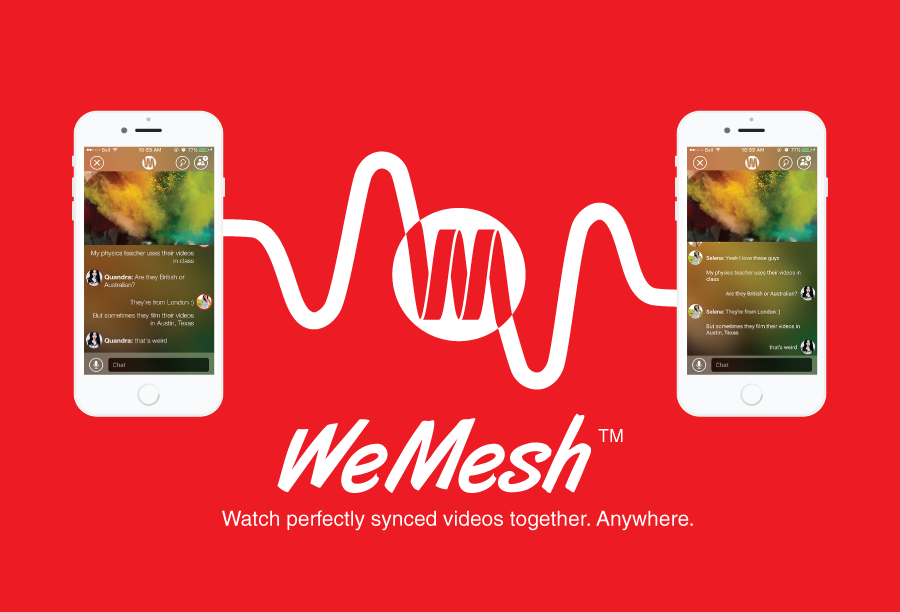 Bell 10:59 AM 77%
My physics teacher uses their videos
in class
Quandra: Are they British or
Australian?
They're from London :)
But sometimes they film their videos
in Austin, Texas
Quandra: that's weird
Chat
Bell 10:59 AM 77%
Selena: Yeah I love these guys
My physics teacher uses their videos in
class
Are they British or Australian?
Selena: They're from London :)
But sometimes they film their videos in
Austin, Texas
that's weird
Chat
WeMesh™
Watch perfectly synced videos together. Anywhere.